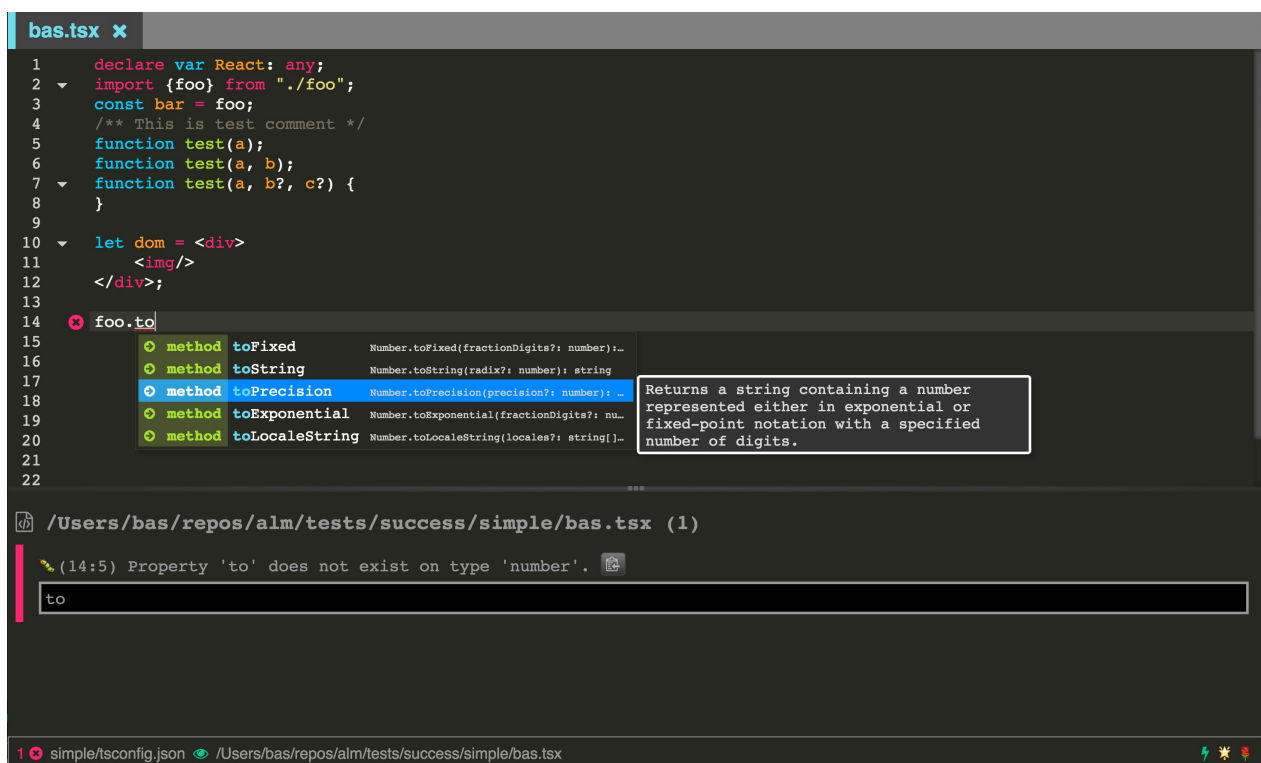 bas.tsx ✖
1 declare var React: any;
2 import {foo} from "./foo";
3 const bar = foo;
4 /** This is test comment */
5 function test(a);
6 function test(a, b);
7 function test(a, b?, c?) {
8 }
9
10 let dom = <div>
11 <img/>
12 </div>;
13
14 foo.to
15
method toFixed Number.toFixed(fractionDigits?: number):…
16
method toString Number.toString(radix?: number): string
17
method toPrecision Number.toPrecision(precision?: number): …
18
method toExponential Number.toExponential(fractionDigits?: nu…
19
20
method toLocaleString Number.toLocaleString(locales?: string[]…
Returns a string containing a number
represented either in exponential or
fixed-point notation with a specified
number of digits.
21
22
/Users/bas/repos/alm/tests/success/simple/bas.tsx (1)
(14:5) Property 'to' does not exist on type 'number'.
to
1 simple/tsconfig.json /Users/bas/repos/alm/tests/success/simple/bas.tsx